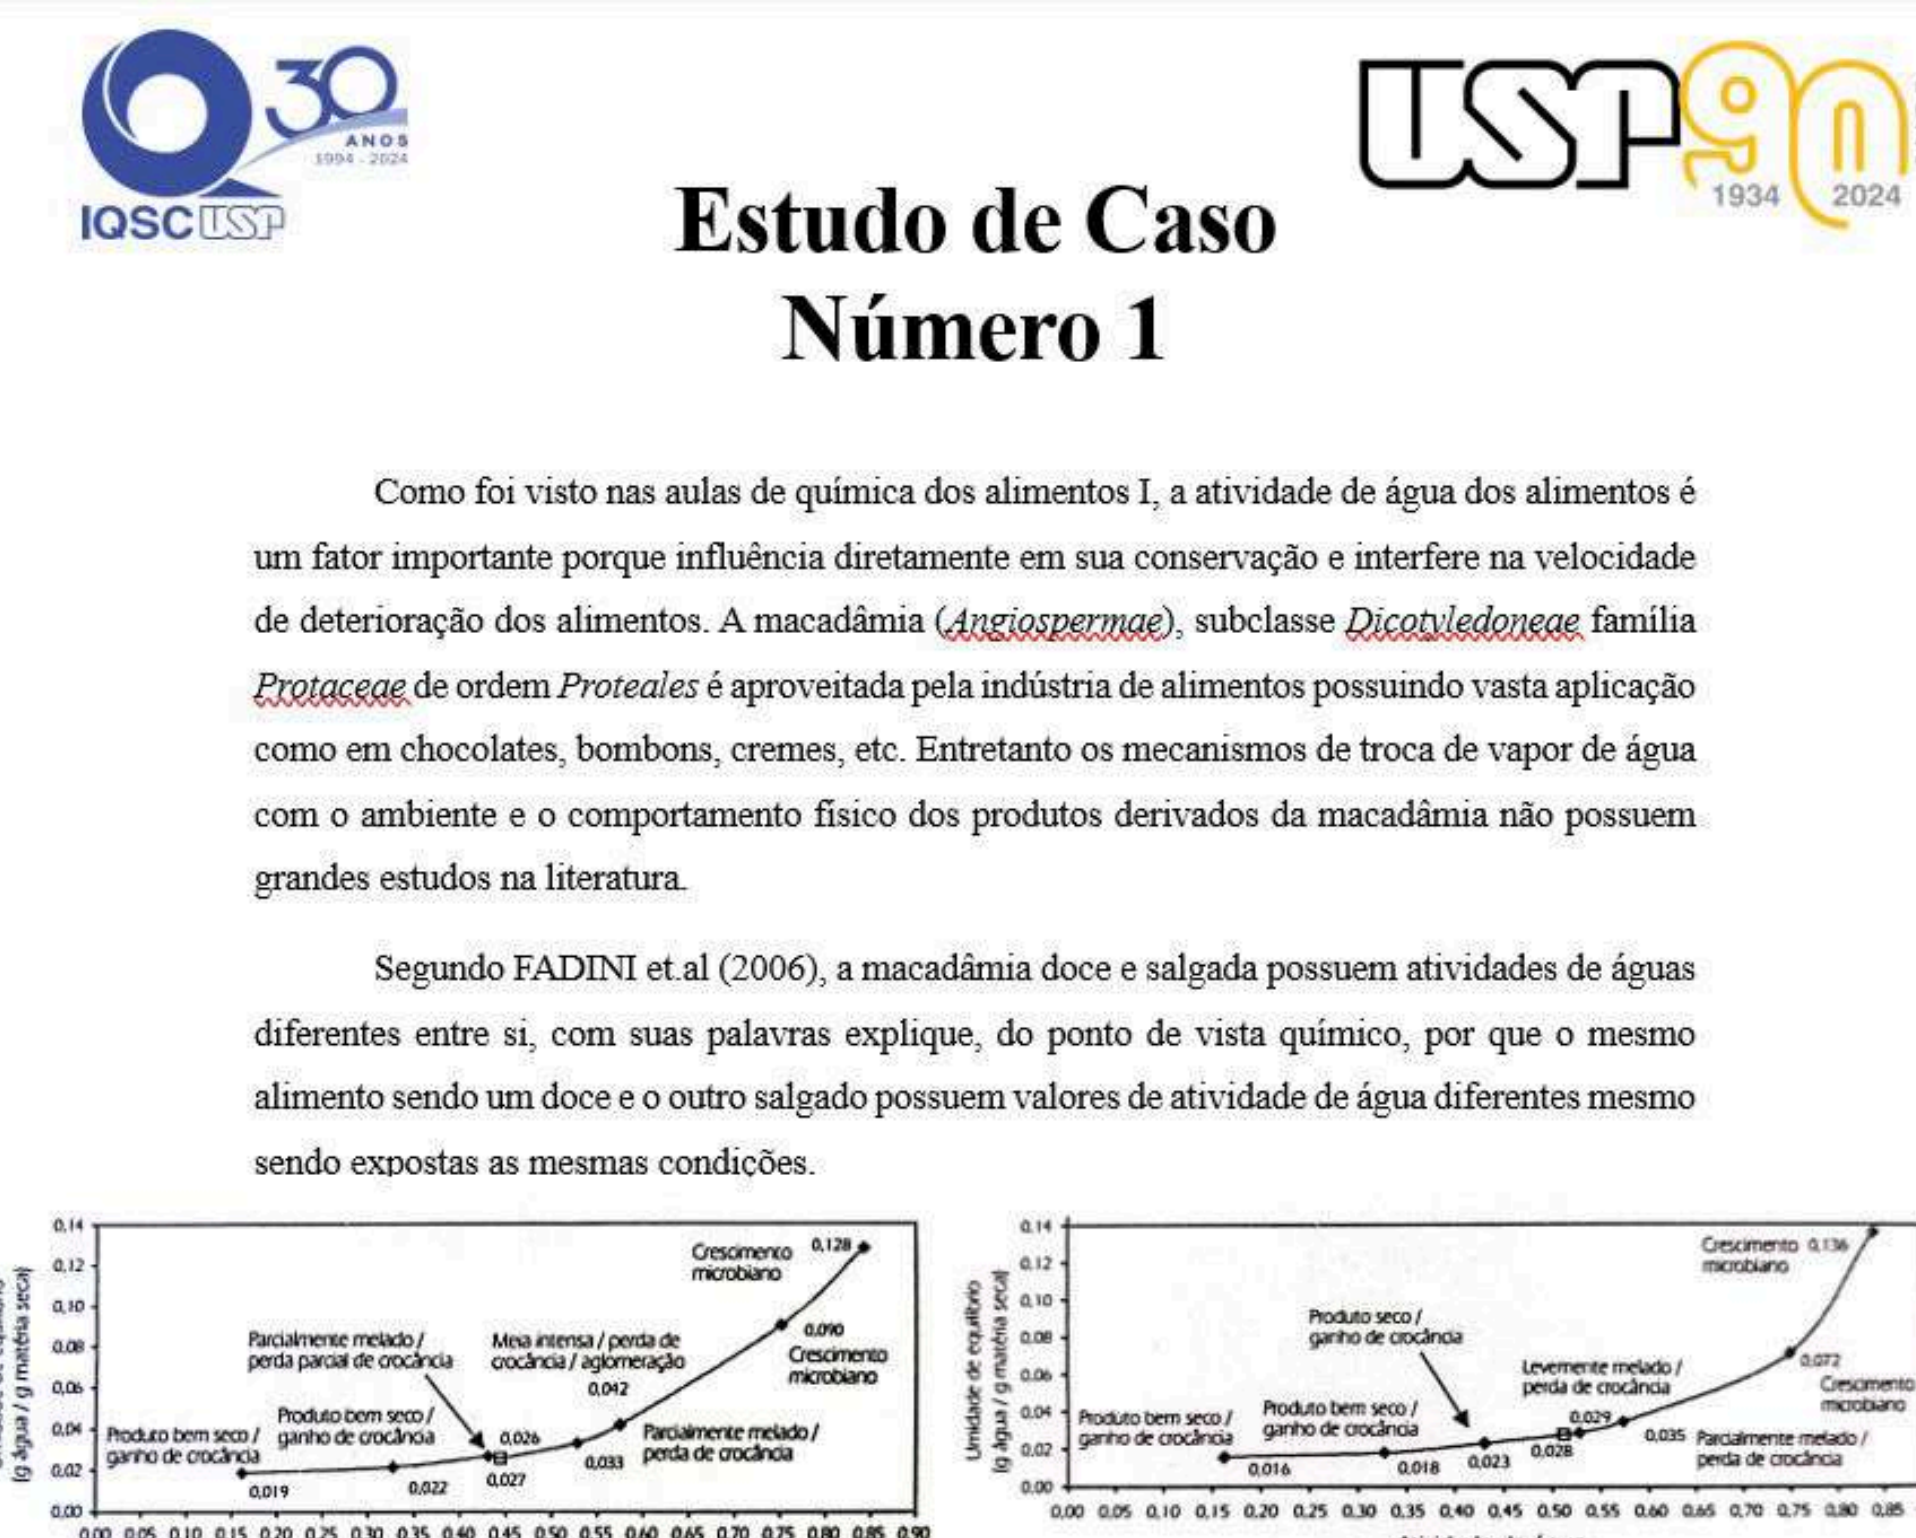 30
ANOS
1994 - 2024
IQSC USP
USP 90
1934 2024
Estudo de Caso
Número 1
Como foi visto nas aulas de química dos alimentos I, a atividade de água dos alimentos é
um fator importante porque influência diretamente em sua conservação e interfere na velocidade
de deterioração dos alimentos. A macadâmia (Angiospermae), subclasse Dicotyledoneae família
Protaceae de ordem Proteales é aproveitada pela indústria de alimentos possuindo vasta aplicação
como em chocolates, bombons, cremes, etc. Entretanto os mecanismos de troca de vapor de água
com o ambiente e o comportamento físico dos produtos derivados da macadâmia não possuem
grandes estudos na literatura.
Segundo FADINI et.al (2006), a macadâmia doce e salgada possuem atividades de águas
diferentes entre si, com suas palavras explique, do ponto de vista químico, por que o mesmo
alimento sendo um doce e o outro salgado possuem valores de atividade de água diferentes mesmo
sendo expostas as mesmas condições.
(g água / g matéria seca)
0,14
0,12
0,10
0,08
0,06
0,04
0,02
0,00
Crescimento
microbiano
0,128
Parcialmente melado /
perda parcial de crocância
Meia intensa / perda de
crocância / aglomeração
0,042
0,090
Crescimento
microbiano
Produto bem seco /
ganho de crocância
Produto bem seco /
ganho de crocância
0,026
Parcialmente melado /
perda de crocância
0,019
0,022
0,027
0,033
0,00 0,05 0,10 0,15 0,20 0,25 0,30 0,35 0,40 0,45 0,50 0,55 0,60 0,65 0,70 0,75 0,80 0,85 0,90
Umidade de equilíbrio
(g água / g matéria seca)
0,14
0,12
0,10
0,08
0,06
0,04
0,02
0,00
Crescimento 0,136
microbiano
Produto seco /
ganho de crocância
Levemente melado /
perda de crocância
0,072
Crescimento
microbiano
Produto bem seco /
ganho de crocância
Produto bem seco /
ganho de crocância
0,029
0,035
Parcialmente melado /
perda de crocância
0,016
0,018
0,023
0,028
0,00 0,05 0,10 0,15 0,20 0,25 0,30 0,35 0,40 0,45 0,50 0,55 0,60 0,65 0,70 0,75 0,80 0,85